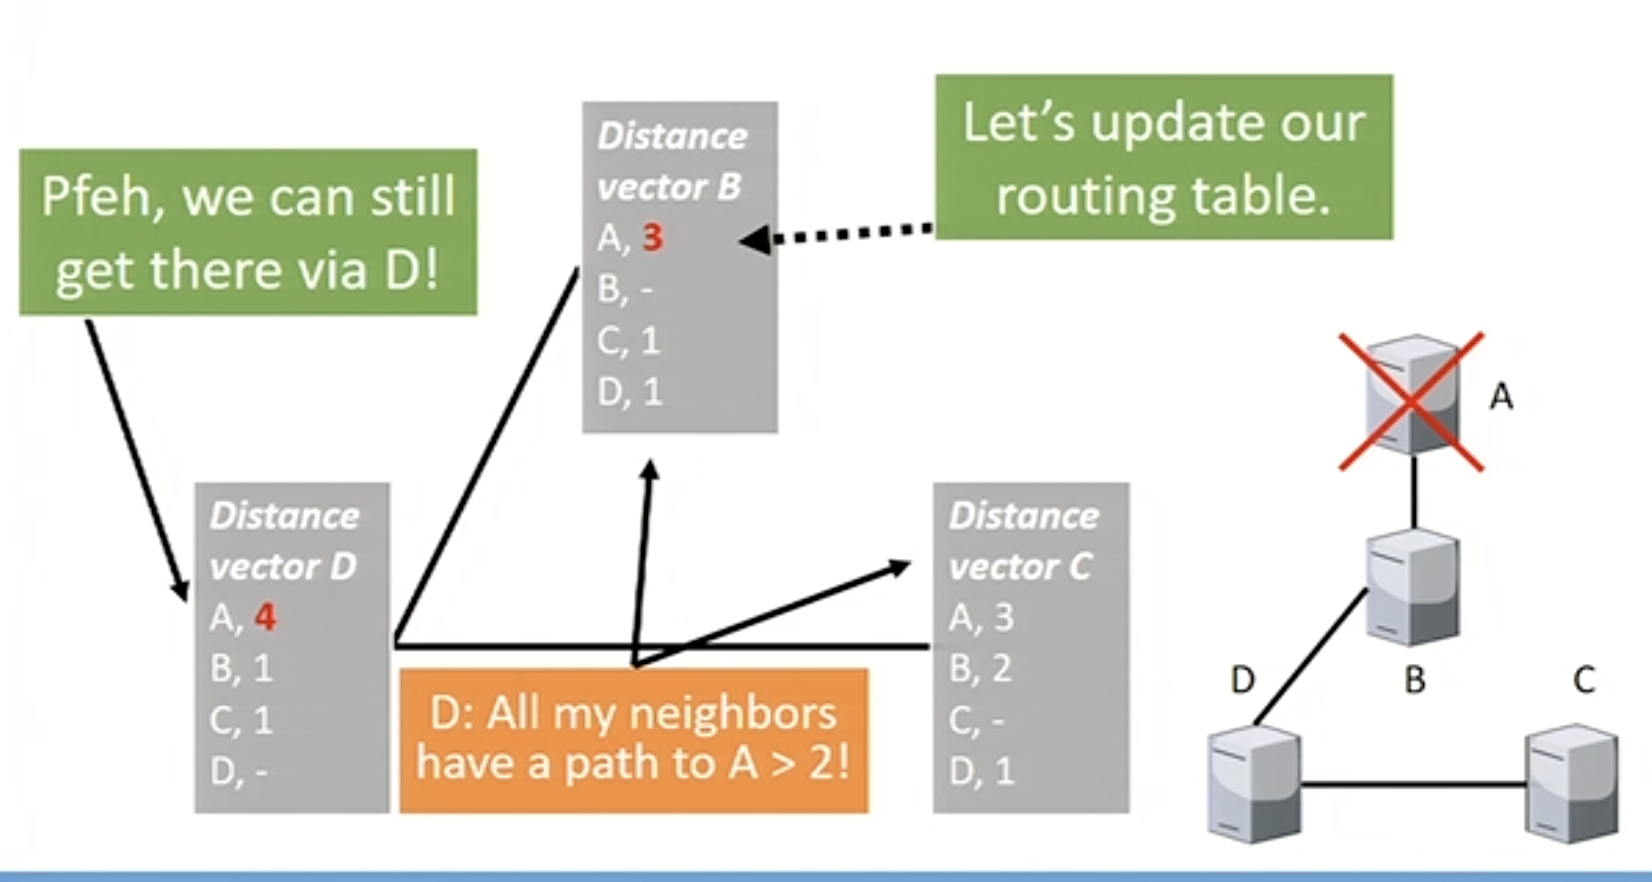 Pfeh, we can still
get there via D!
Distance
vector B
A, 3
B, -
C, 1
D, 1
Let's update our
routing table.
Distance
vector D
A, 4
B, 1
C, 1
D, -
D: All my neighbors
have a path to A > 2!
Distance
vector C
A, 3
B, 2
C, -
D, 1
A
D
B
C